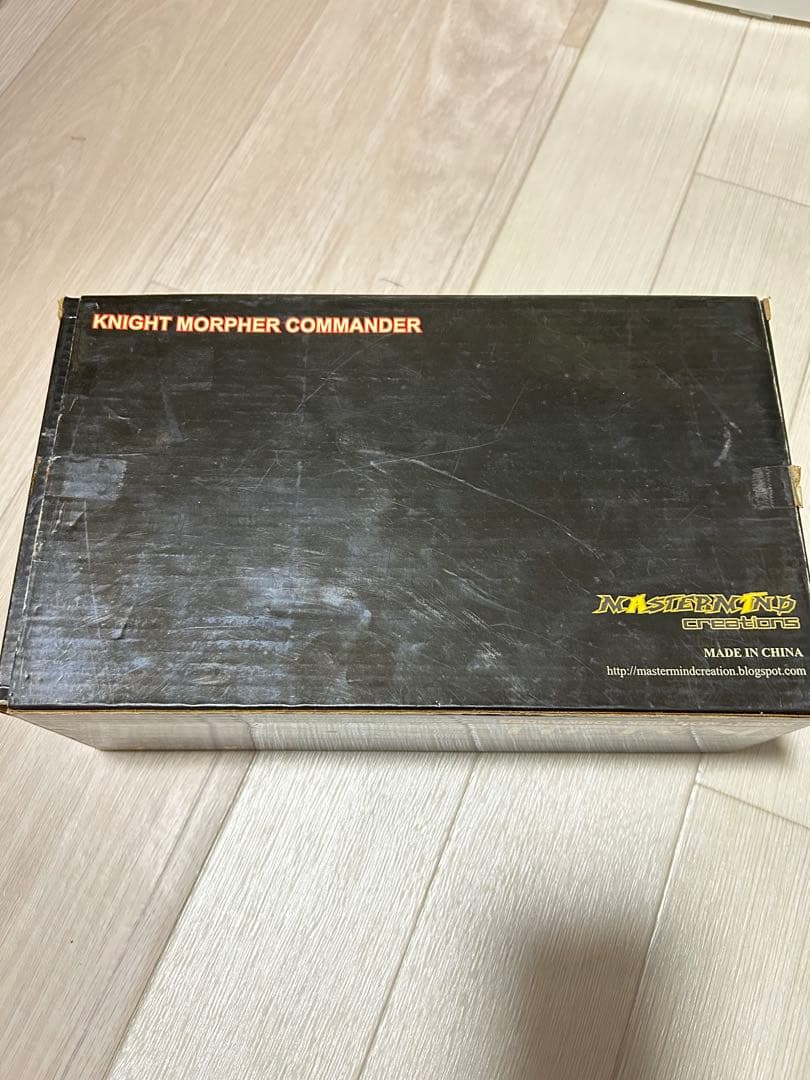 KNIGHT MORPHER COMMANDER
MASTERMIND
creations
MADE IN CHINA
http://mastermindcreation.blogspot.com